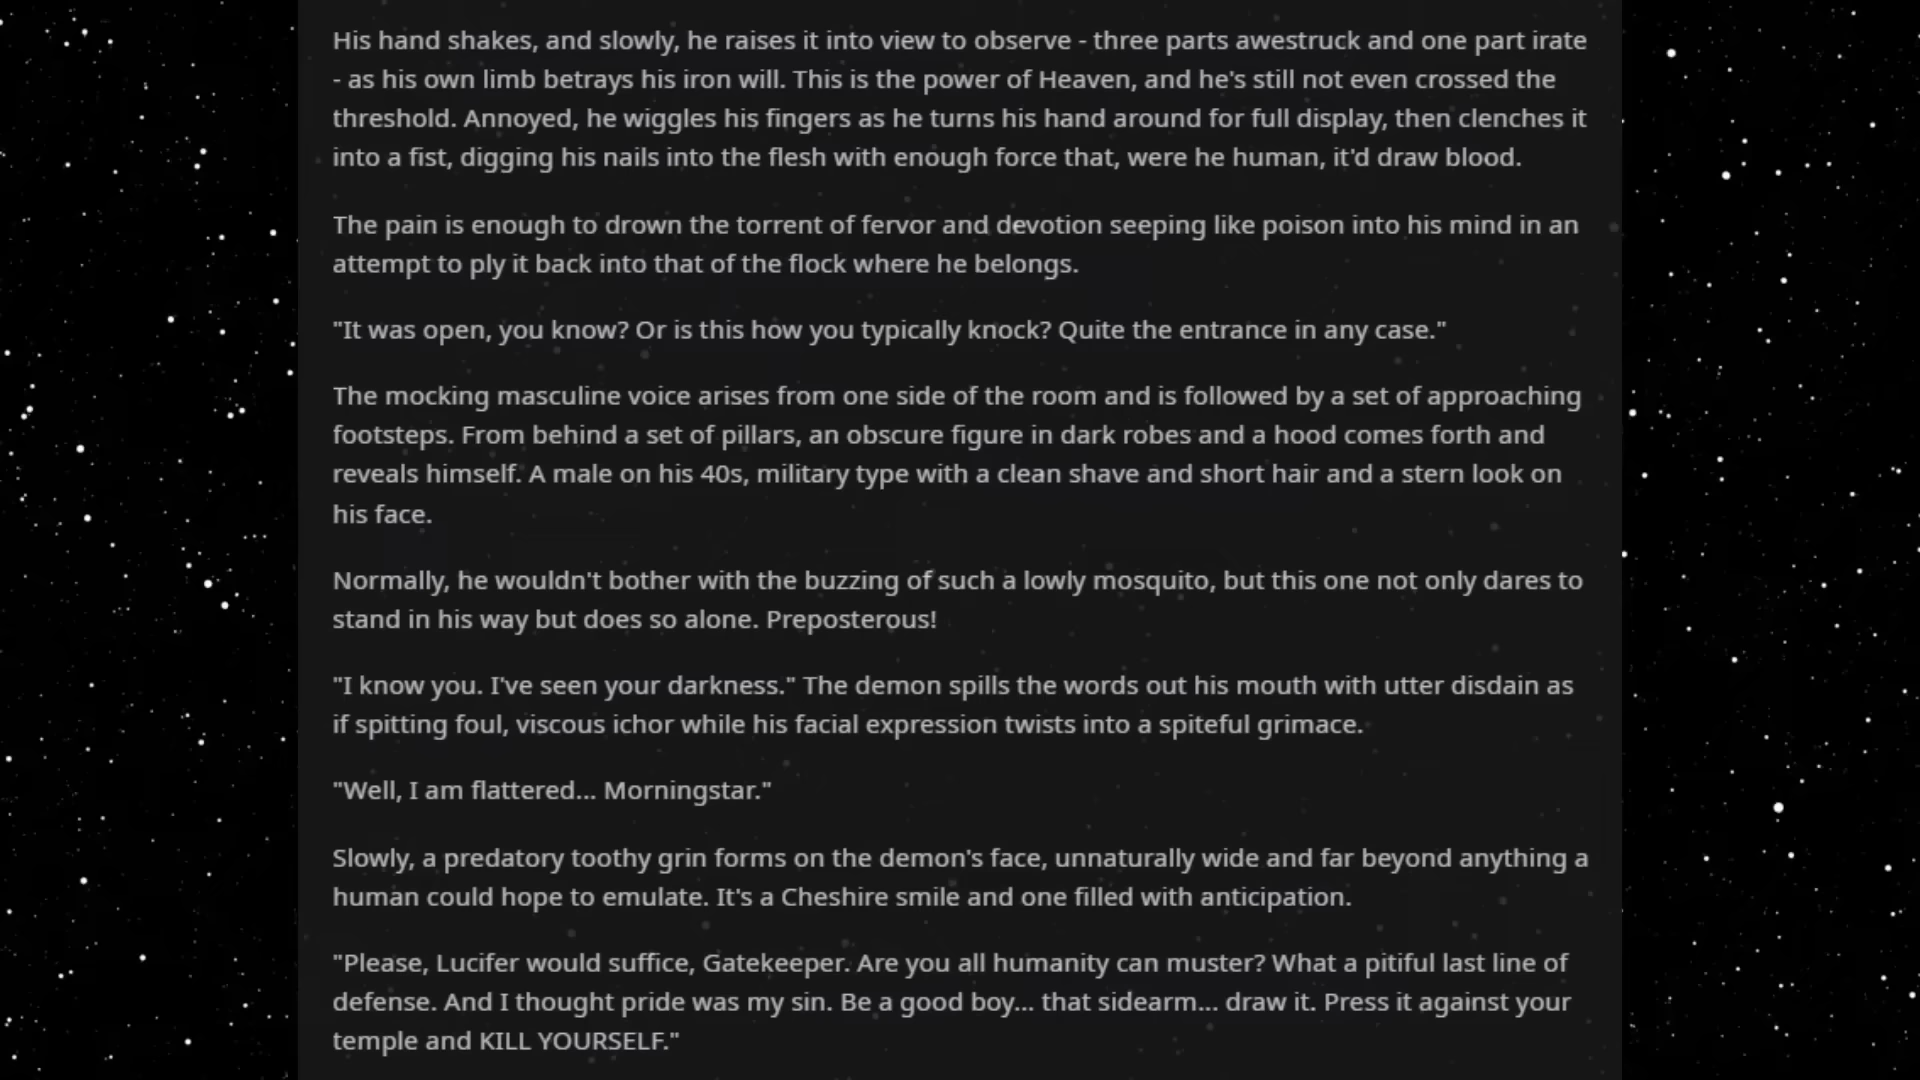 His hand shakes, and slowly, he raises it into view to observe - three parts awestruck and one part irate
- as his own limb betrays his iron will. This is the power of Heaven, and he's still not even crossed the
threshold. Annoyed, he wiggles his fingers as he turns his hand around for full display, then clenches it
into a fist, digging his nails into the flesh with enough force that, were he human, it'd draw blood.
The pain is enough to drown the torrent of fervor and devotion seeping like poison into his mind in an
attempt to ply it back into that of the flock where he belongs.
"It was open, you know? Or is this how you typically knock? Quite the entrance in any case."
The mocking masculine voice arises from one side of the room and is followed by a set of approaching
footsteps. From behind a set of pillars, an obscure figure in dark robes and a hood comes forth and
reveals himself. A male on his 40s, military type with a clean shave and short hair and a stern look on
his face.
Normally, he wouldn't bother with the buzzing of such a lowly mosquito, but this one not only dares to
stand in his way but does so alone. Preposterous!
"I know you. I've seen your darkness." The demon spills the words out his mouth with utter disdain as
if spitting foul, viscous ichor while his facial expression twists into a spiteful grimace.
"Well, I am flattered... Morningstar."
Slowly, a predatory toothy grin forms on the demon's face, unnaturally wide and far beyond anything a
human could hope to emulate. It's a Cheshire smile and one filled with anticipation.
"Please, Lucifer would suffice, Gatekeeper. Are you all humanity can muster? What a pitiful last line of
defense. And I thought pride was my sin. Be a good boy... that sidearm... draw it. Press it against your
temple and KILL YOURSELF."